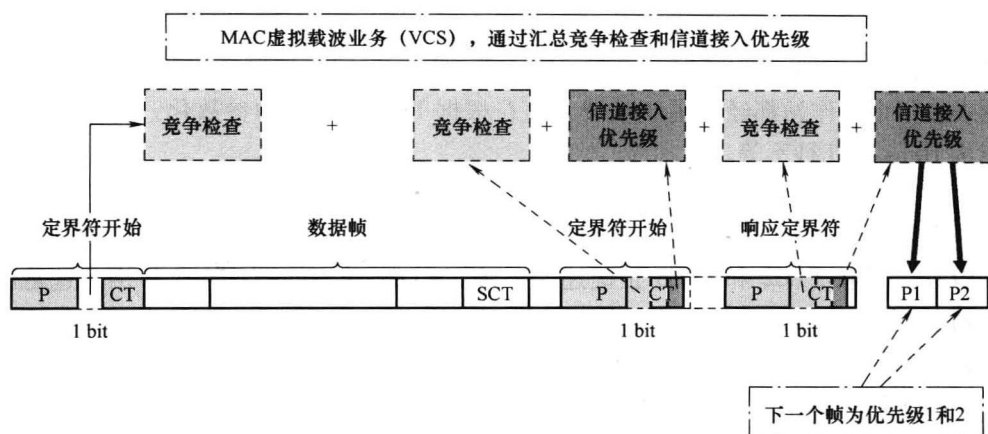 MAC虚拟载波业务（VCS），通过汇总竞争检查和信道接入优先级
竞争检查 + 竞争检查 + 信道接入 + 竞争检查 + 信道接入
优先级 优先级
定界符开始 数据帧 定界符开始 响应定界符
P CT SCT P CT P CT P1 P2
1 bit 1 bit 1 bit
下一个帧为优先级1和2